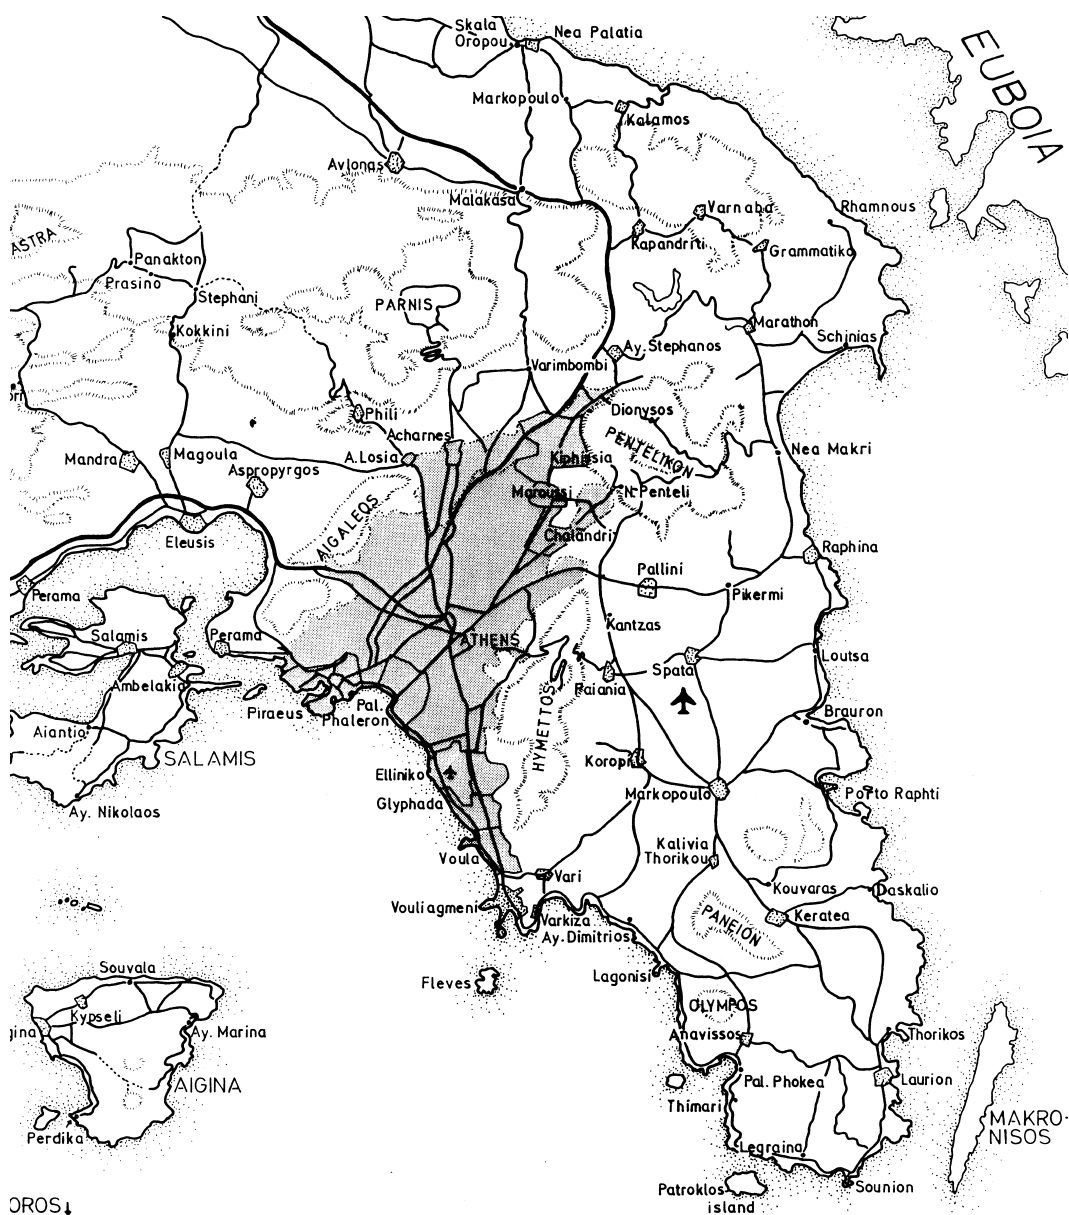 Skala
Oropou
Nea Palatia
EUBOIA
Markopoulo
Kalamos
Avlonas
Malakasa
Varnaba
Rhamnous
Kapandriti
Grammatiko
ASTRA
Panakton
Prasino
Stephani
PARNIS
Kokkini
Marathon
Schinias
Ay. Stephanos
Varimbombi
Phili
Dionysos
Acharnes
PENTELIKON
Mandra
Magoula
A.Losia
Kiphissia
Nea Makri
Aspropyrgos
Maroussi
N.Penteli
AIGALEOS
Eleusis
Chalandri
Raphina
Pallini
Perama
Pikermi
Salamis
Perama
ATHENS
Kantzas
Loutsa
Spata
Ambelakia
Paiania
Piraeus
Pal.
Phaleron
Brauron
HYMETTOS
Aiantio
SALAMIS
Koropi
Elliniko
Markopoulo
Porto Raphti
Glyphada
Ay. Nikolaos
Kalivia
Thorikou
Voula
Vari
Kouvaras
Daskalio
Vouliagmeni
PANEION
Keratea
Varkiza
Ay. Dimitrios
Souvala
Lagonisi
Fleves
OLYMPOS
Kypseli
gina
Ay. Marina
Anavissos
Thorikos
AIGINA
Pal. Phokea
Laurion
Thimari
MAKRO-
NISOS
Perdika
Legraina
Patroklos
island
Sounion
OROS↓